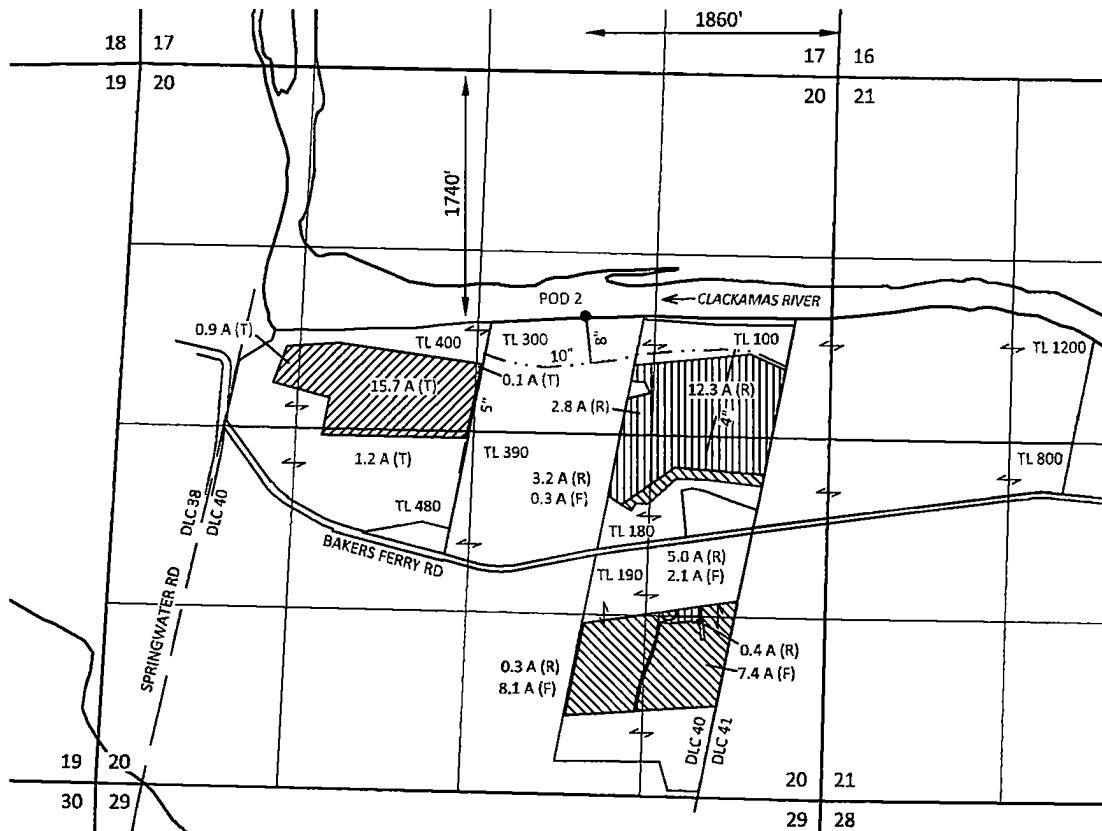 1860'
18 17
17 16
19 20
20 21
1740'
POD 2
CLACKAMAS RIVER
0.9 A (T)
TL 400
TL 300
8"
TL 100
TL 1200
10"
15.7 A (T)
0.1 A (T)
12.3 A (R)
5"
2.8 A (R)
4"
1.2 A (T)
TL 390
TL 800
3.2 A (R)
0.3 A (F)
DLC 38
DLC 40
TL 480
TL 180
BAKERS FERRY RD
5.0 A (R)
2.1 A (F)
TL 190
SPRINGWATER RD
0.4 A (R)
7.4 A (F)
0.3 A (R)
8.1 A (F)
DLC 40
DLC 41
19 20
20 21
30 29
29 28